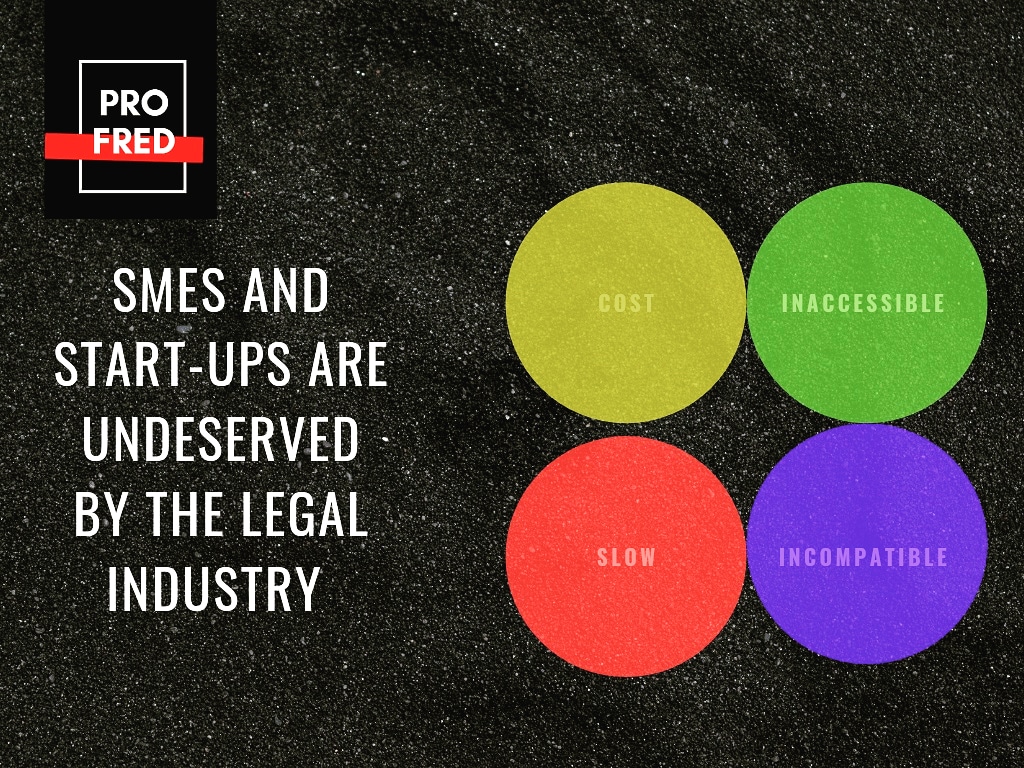 PRO
FRED
SMES AND
START-UPS ARE
UNDESERVED
BY THE LEGAL
INDUSTRY
COST
INACCESSIBLE
SLOW
INCOMPATIBLE